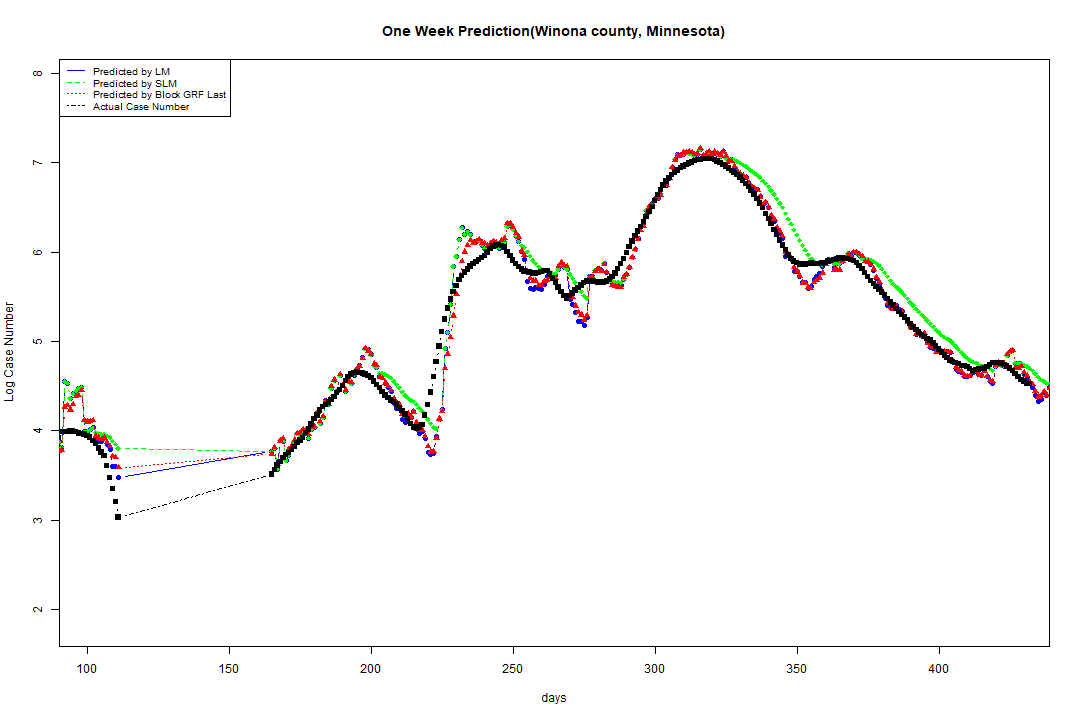 One Week Prediction(Winona county, Minnesota)
Predicted by LM
Predicted by SLM
Predicted by Block GRF Last
Actual Case Number
Log Case Number
8
7
6
5
4
3
2
100 150 200 250 300 350 400
days